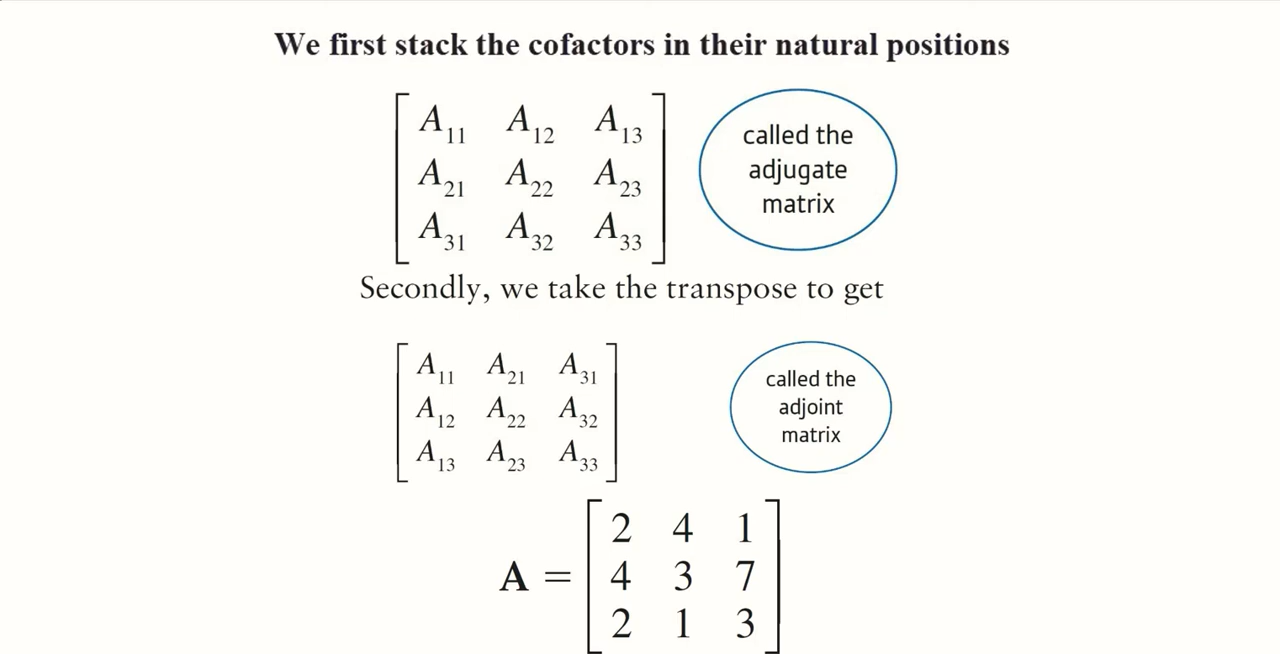 We first stack the cofactors in their natural positions
A11 A12 A13
A21 A22 A23
A31 A32 A33
called the
adjugate
matrix
Secondly, we take the transpose to get
A11 A21 A31
A12 A22 A32
A13 A23 A33
called the
adjoint
matrix
A =
2 4 1
4 3 7
2 1 3